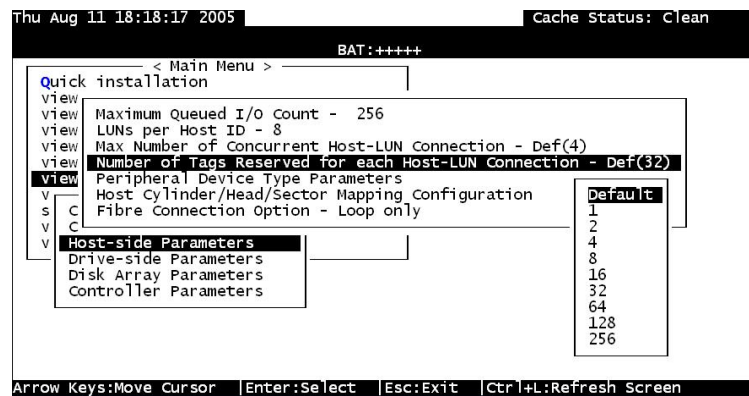 Thu Aug 11 18:18:17 2005 Cache Status: Clean
BAT:+++++
< Main Menu >
Quick installation
view
view Maximum Queued I/O Count - 256
view LUNs per Host ID - 8
view Max Number of Concurrent Host-LUN Connection - Def(4)
view Number of Tags Reserved for each Host-LUN Connection - Def(32)
view Peripheral Device Type Parameters
v Host Cylinder/Head/Sector Mapping Configuration Default
s C Fibre Connection Option - Loop only 1
v C 2
v Host-side Parameters 4
Drive-side Parameters 8
Disk Array Parameters 16
Controller Parameters 32
64
128
256
Arrow Keys:Move Cursor |Enter:Select |Esc:Exit |Ctrl+L:Refresh Screen